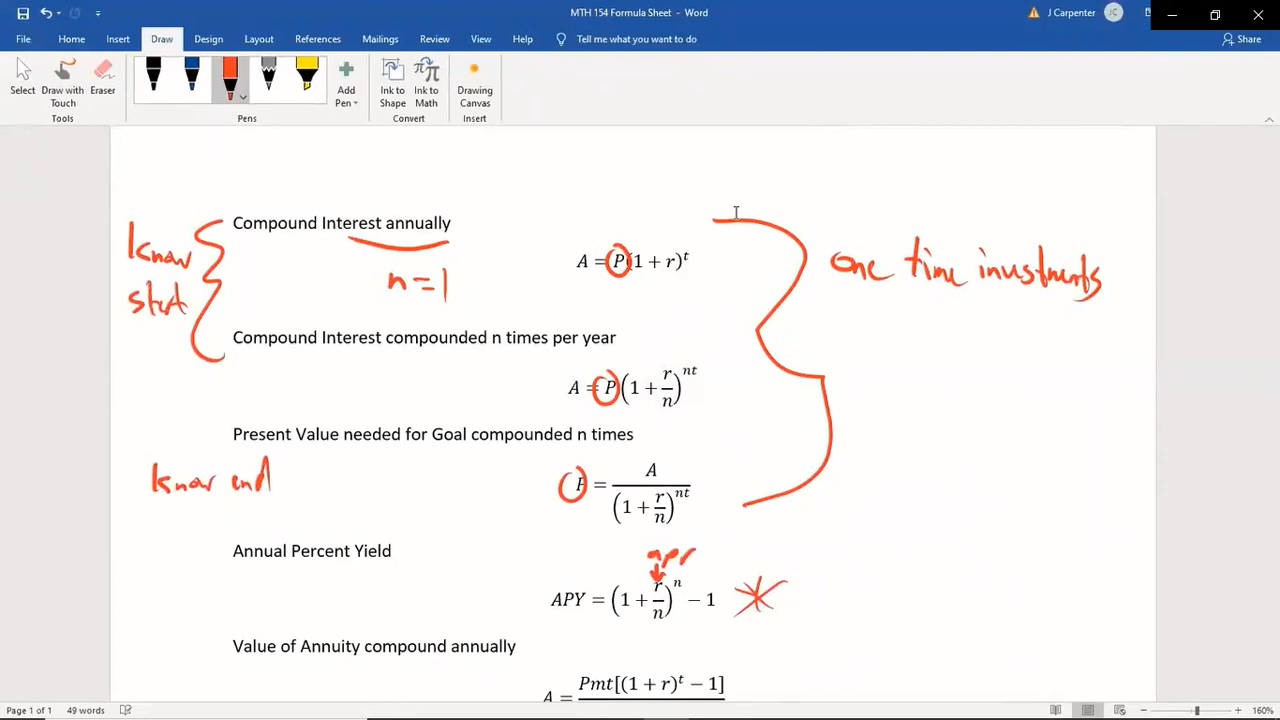 MTH 154 Formula Sheet - Word
J Carpenter JC
File Home Insert Draw Design Layout References Mailings Review View Help Tell me what you want to do Share
Select Draw with Touch Eraser Add Pen Ink to Shape Ink to Math Drawing Canvas
Tools Pens Convert Insert
Compound Interest annually
know
start
A = P(1 + r)^t
n = 1
one time investments
Compound Interest compounded n times per year
A = P(1 + r/n)^nt
Present Value needed for Goal compounded n times
know end
P = A/(1 + r/n)^nt
Annual Percent Yield
apr
APY = (1 + r/n)^n − 1
Value of Annuity compound annually
A = Pmt[(1 + r)^t − 1]
Page 1 of 1 49 words 160%